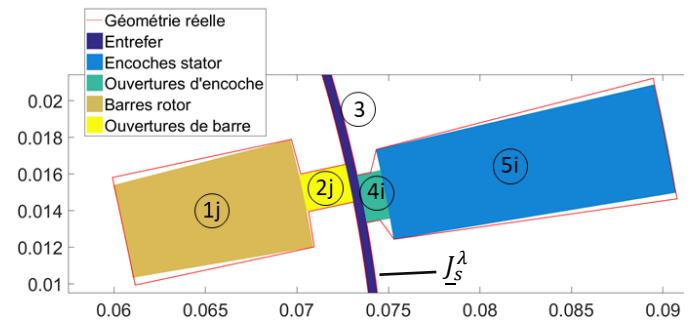 Géométrie réelle
Entrefer
Encoches stator
Ouvertures d'encoche
Barres rotor
Ouvertures de barre
0.02
0.018
0.016
0.014
0.012
0.01
3
5i
4i
2j
1j
J_s^λ
0.06 0.065 0.07 0.075 0.08 0.085 0.09